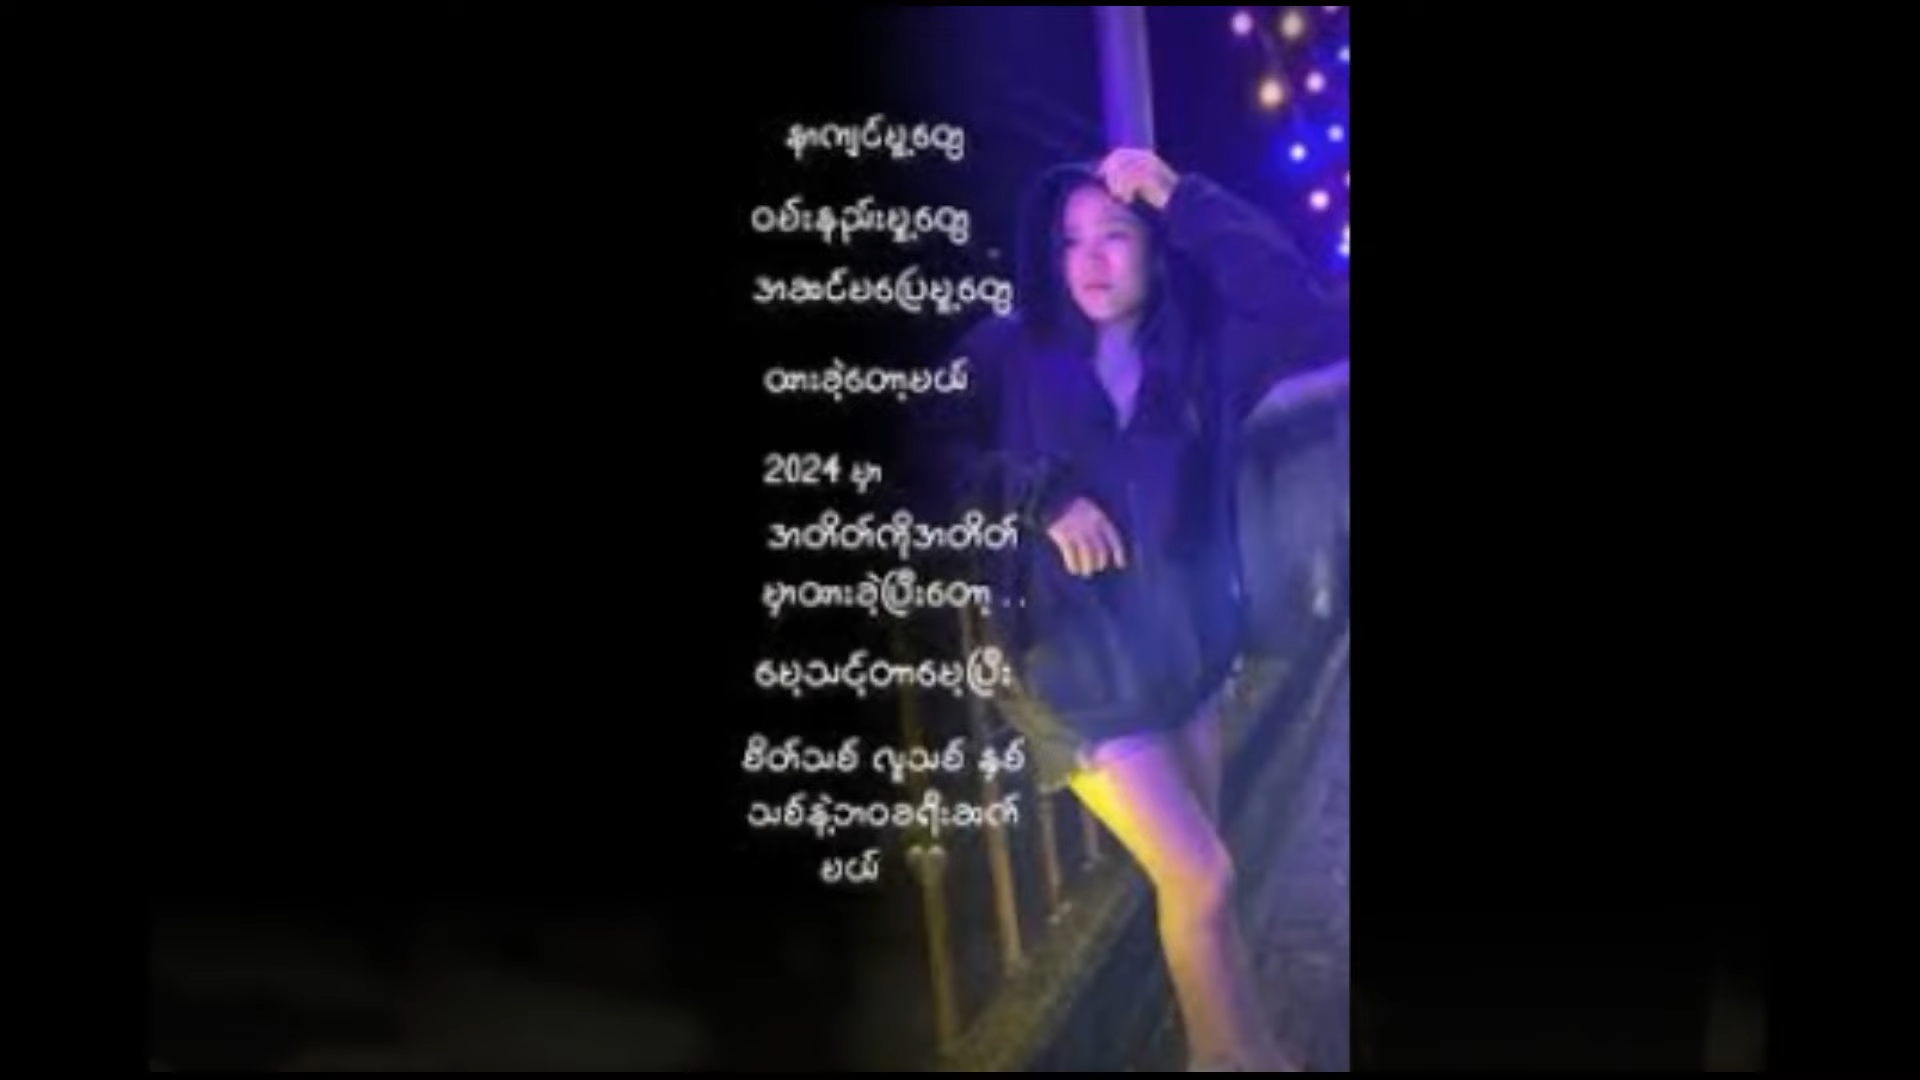 နာကျင်မှု့တွေ
ဝမ်းနည်းမှု့တွေ
အဆင်မပြေမှု့တွေ
ထားခဲ့တော့မယ်
2024 မှာ
အတိတ်ကိုအတိတ်
မှာထားခဲ့ပြီးတော့ . .
မေ့သင့်တာမေ့ပြီး
စိတ်သစ် လူသစ် နှစ်
သစ်နဲ့ဘဝခရီးဆက်
မယ်